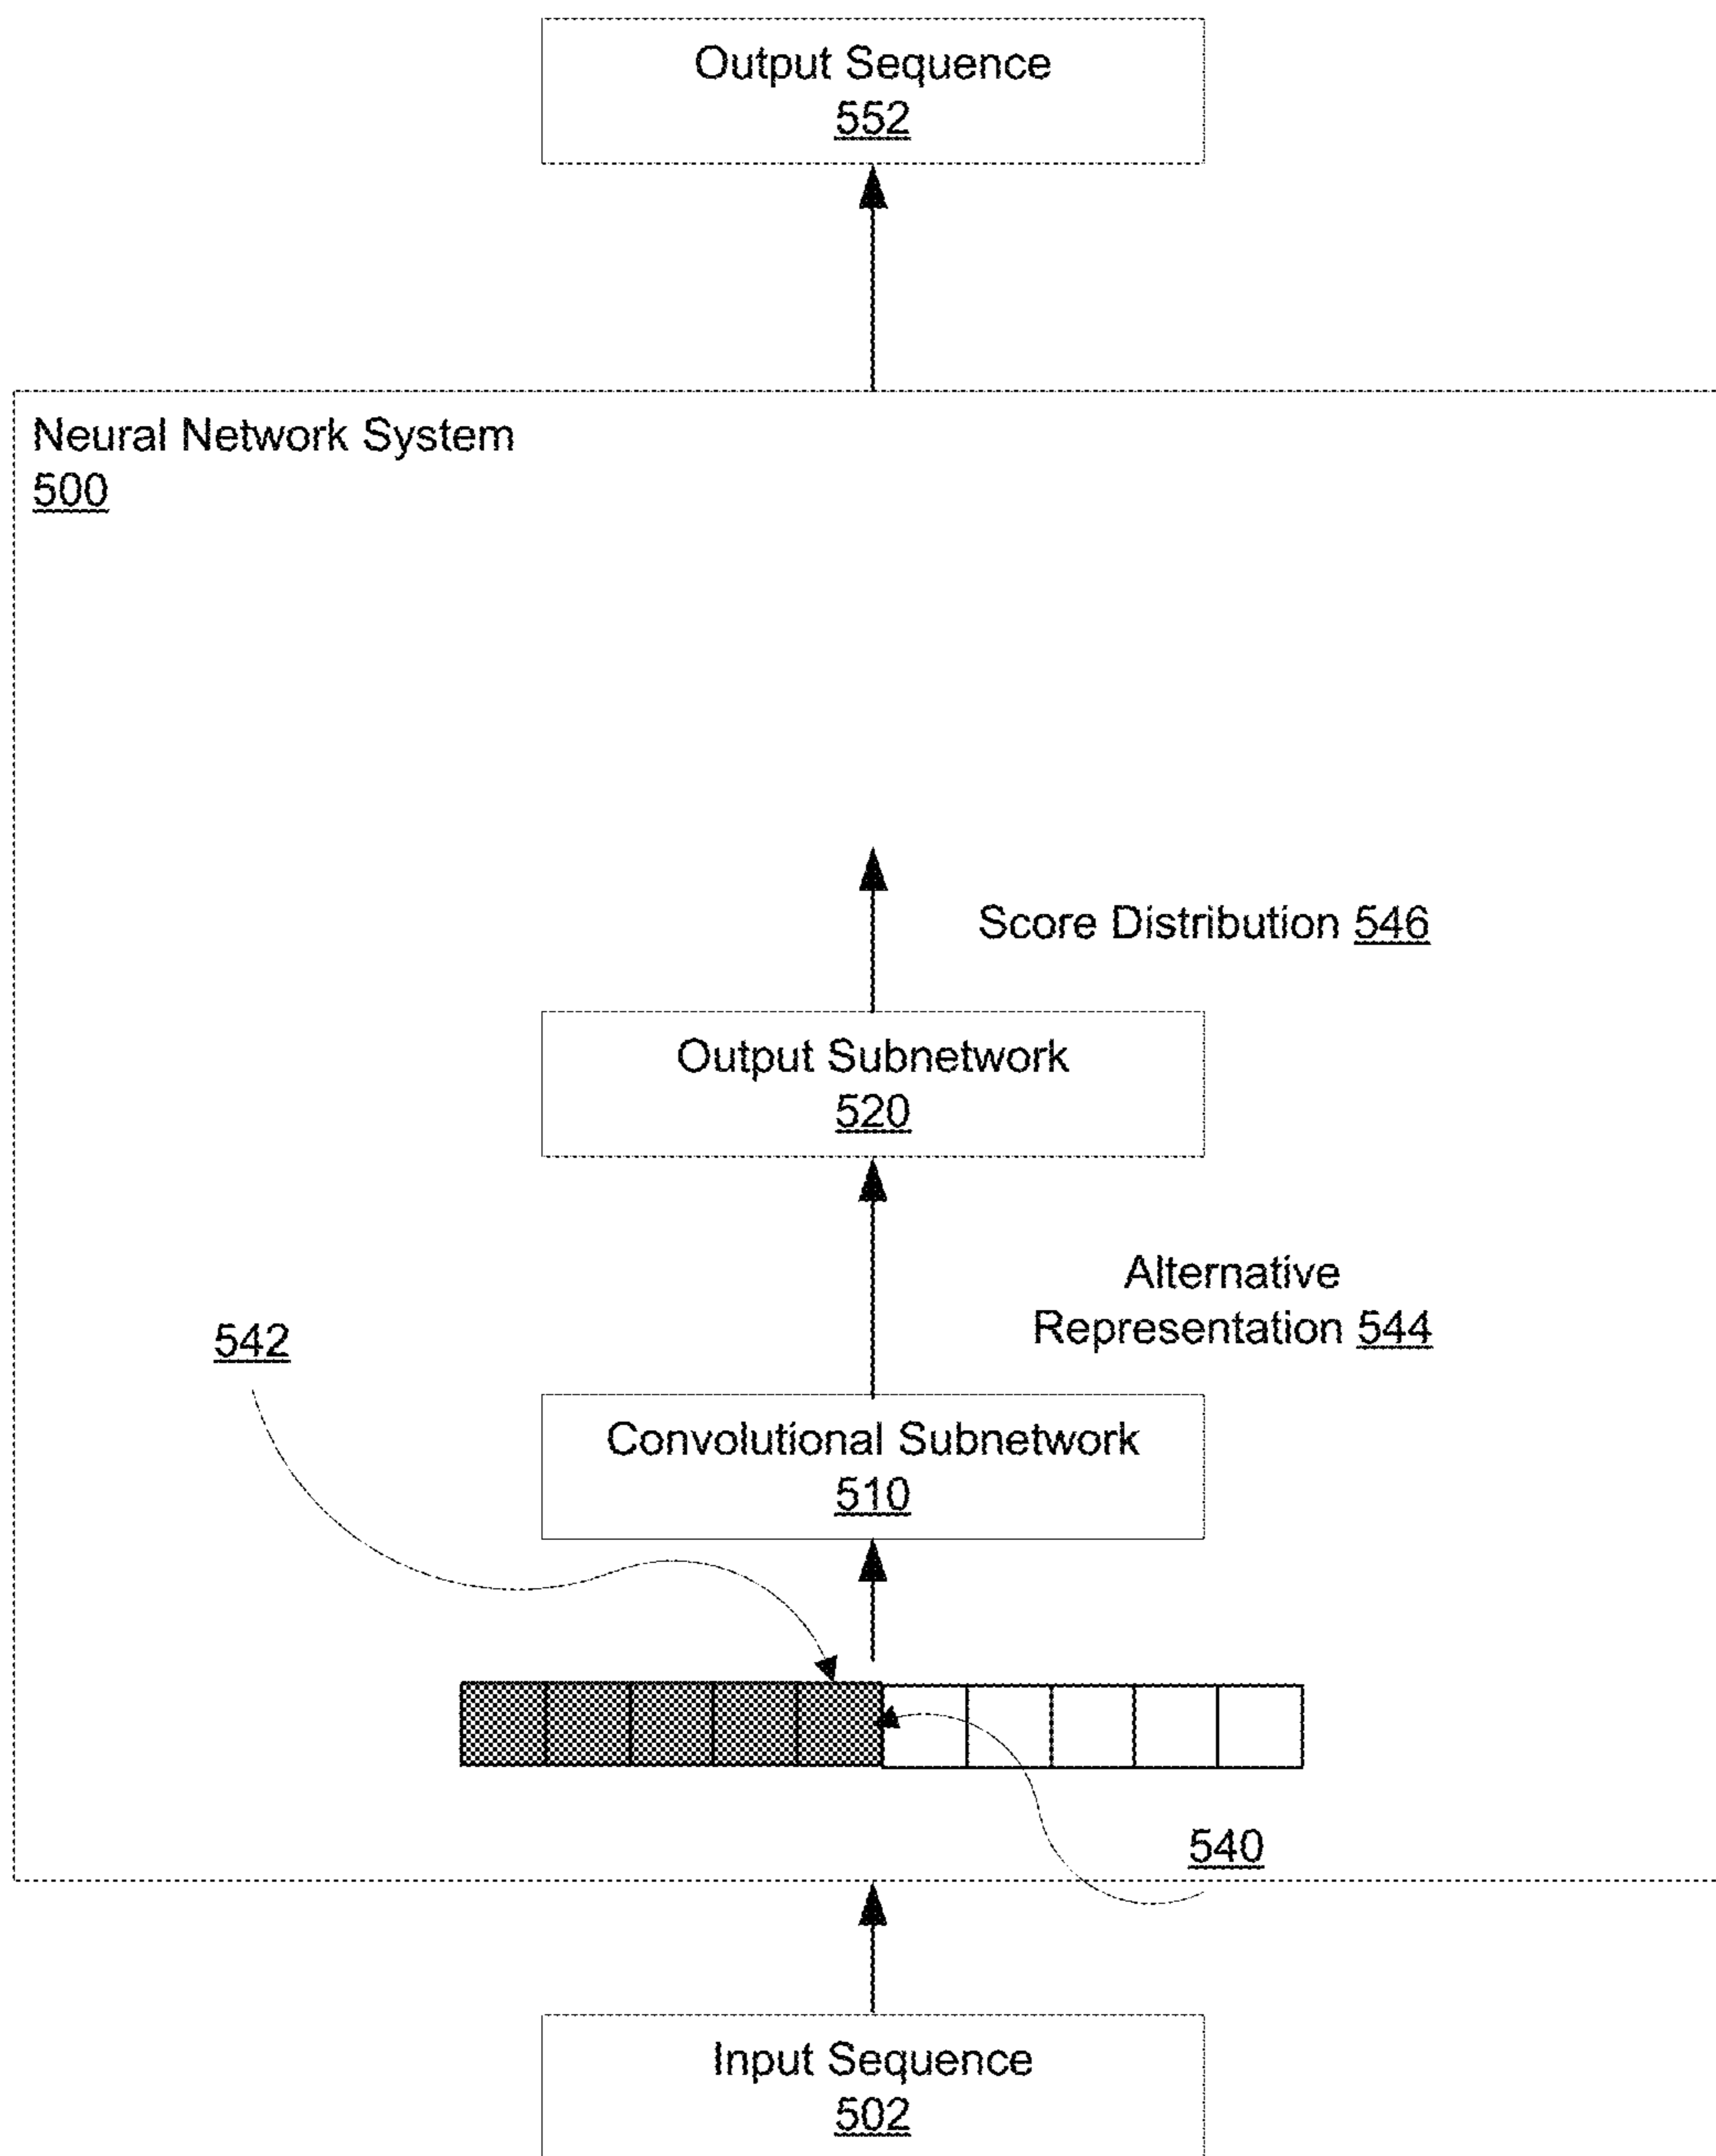 Output Sequence
552
Neural Network System
500
Score Distribution 546
Output Subnetwork
520
Alternative
Representation 544
542
Convolutional Subnetwork
510
540
Input Sequence
502